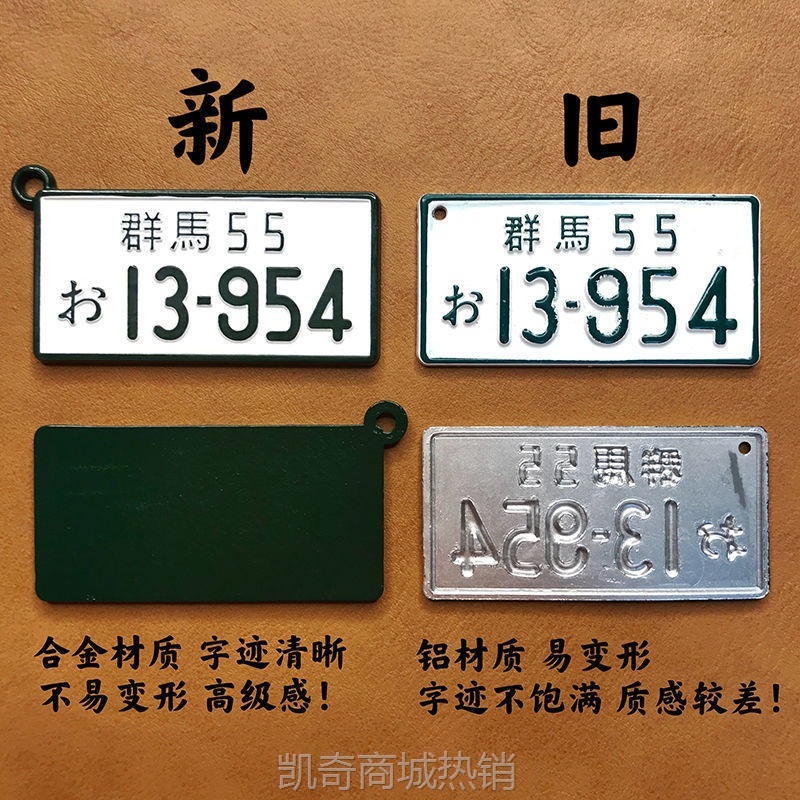 新
旧
群馬 55
お 13-954
群馬 55
お 13-954
群馬 55
お 13-954
合金材质 字迹清晰
不易变形 高级感！
铝材质 易变形
字迹不饱满 质感较差！
凯奇商城热销